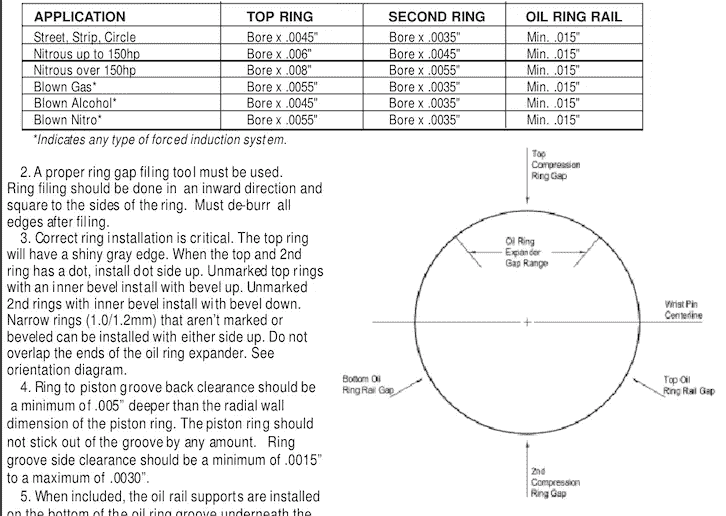 APPLICATION TOP RING SECOND RING OIL RING RAIL
Street, Strip, Circle Bore x .0045" Bore x .0035" Min. .015"
Nitrous up to 150hp Bore x .006" Bore x .0045" Min. .015"
Nitrous over 150hp Bore x .008" Bore x .0055" Min. .015"
Blown Gas* Bore x .0055" Bore x .0035" Min. .015"
Blown Alcohol* Bore x .0045" Bore x .0035" Min. .015"
Blown Nitro* Bore x .0055" Bore x .0035" Min. .015"
*Indicates any type of forced induction system.
2. A proper ring gap filing tool must be used.
Ring filing should be done in an inward direction and
square to the sides of the ring. Must de-burr all
edges after filing.
3. Correct ring installation is critical. The top ring
will have a shiny gray edge. When the top and 2nd
ring has a dot, install dot side up. Unmarked top rings
with an inner bevel install with bevel up. Unmarked
2nd rings with inner bevel install with bevel down.
Narrow rings (1.0/1.2mm) that aren't marked or
beveled can be installed with either side up. Do not
overlap the ends of the oil ring expander. See
orientation diagram.
4. Ring to piston groove back clearance should be
a minimum of .005" deeper than the radial wall
dimension of the piston ring. The piston ring should
not stick out of the groove by any amount. Ring
groove side clearance should be a minimum of .0015"
to a maximum of .0030".
5. When included, the oil rail supports are installed
on the bottom of the oil ring groove underneath the
Top
Compression
Ring Gap
Oil Ring
Expander
Gap Range
Wrist Pin
Centerline
Bottom Oil
Ring Rail Gap
Top Oil
Ring Rail Gap
2nd
Compression
Ring Gap